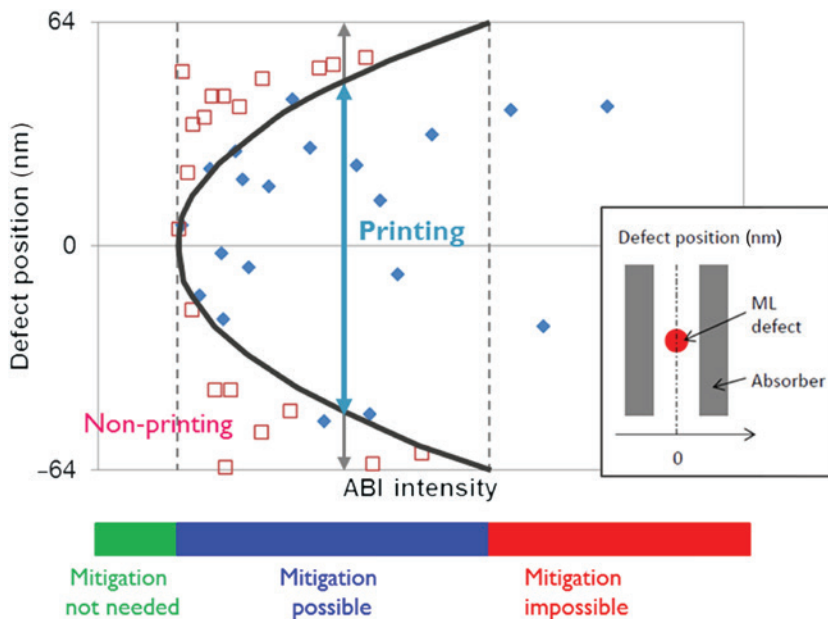 64
Defect position (nm)
0
−64
Printing
Non-printing
ABI intensity
Defect position (nm)
ML
defect
Absorber
0
Mitigation
not needed
Mitigation
possible
Mitigation
impossible